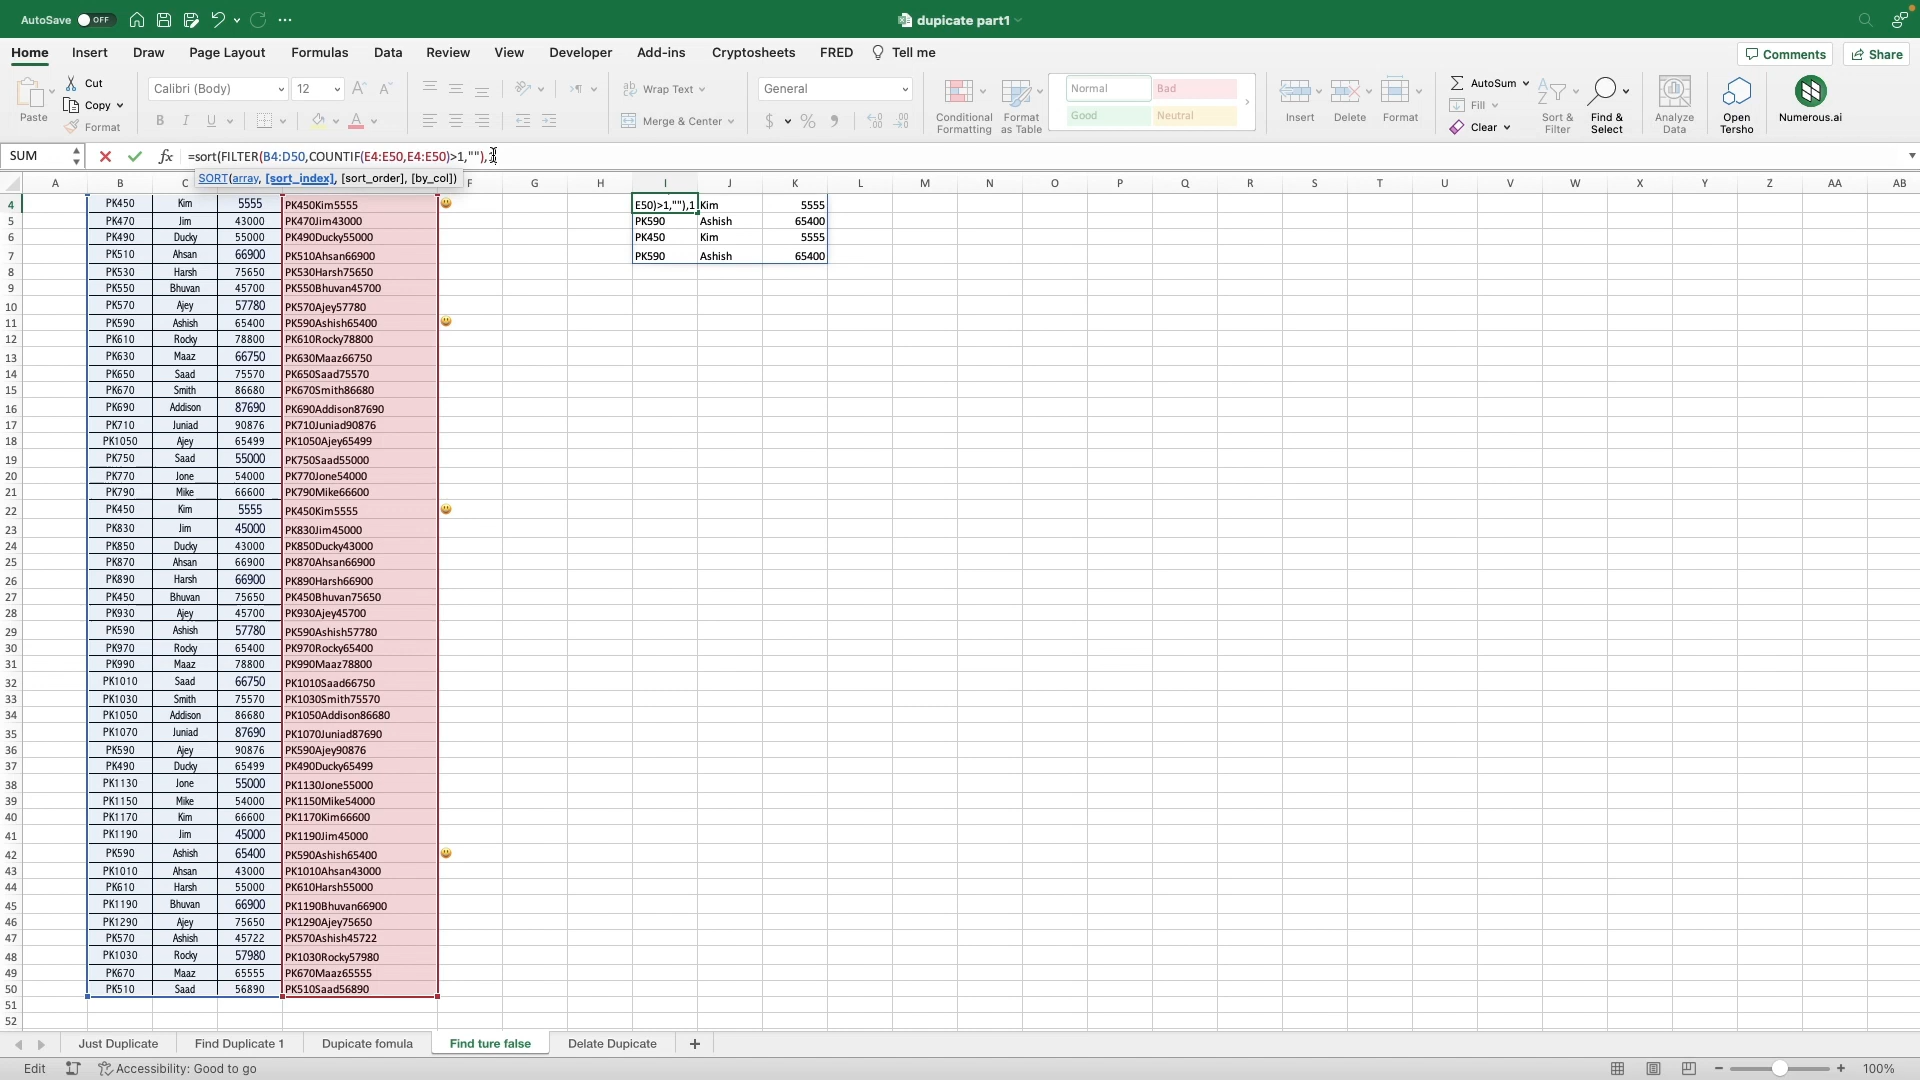 AutoSave OFF dupicate part1
Home Insert Draw Page Layout Formulas Data Review View Developer Add-ins Cryptosheets FRED Tell me Comments Share
Cut Calibri (Body) 12 Wrap Text General Normal Bad AutoSum
Paste Copy Conditional Formatting Format as Table Insert Delete Format Fill Sort & Filter Find & Select Analyze Data Open Tersho Numerous.ai
Format Merge & Center $ % Good Neutral Clear
SUM fx =sort(FILTER(B4:D50,COUNTIF(E4:E50,E4:E50)>1,""),1
SORT(array, [sort_index], [sort_order], [by_col])
A B C F G H I J K L M N O P Q R S T U V W X Y Z AA AB
4 PK450 Kim 5555 PK450Kim5555 E50)>1,""),1 Kim 5555
5 PK470 Jim 43000 PK470Jim43000 PK590 Ashish 65400
6 PK490 Ducky 55000 PK490Ducky55000 PK450 Kim 5555
7 PK510 Ahsan 66900 PK510Ahsan66900 PK590 Ashish 65400
8 PK530 Harsh 75650 PK530Harsh75650
9 PK550 Bhuvan 45700 PK550Bhuvan45700
10 PK570 Ajey 57780 PK570Ajey57780
11 PK590 Ashish 65400 PK590Ashish65400
12 PK610 Rocky 78800 PK610Rocky78800
13 PK630 Maaz 66750 PK630Maaz66750
14 PK650 Saad 75570 PK650Saad75570
15 PK670 Smith 86680 PK670Smith86680
16 PK690 Addison 87690 PK690Addison87690
17 PK710 Juniad 90876 PK710Juniad90876
18 PK1050 Ajey 65499 PK1050Ajey65499
19 PK750 Saad 55000 PK750Saad55000
20 PK770 Jone 54000 PK770Jone54000
21 PK790 Mike 66600 PK790Mike66600
22 PK450 Kim 5555 PK450Kim5555
23 PK830 Jim 45000 PK830Jim45000
24 PK850 Ducky 43000 PK850Ducky43000
25 PK870 Ahsan 66900 PK870Ahsan66900
26 PK890 Harsh 66900 PK890Harsh66900
27 PK450 Bhuvan 75650 PK450Bhuvan75650
28 PK930 Ajey 45700 PK930Ajey45700
29 PK590 Ashish 57780 PK590Ashish57780
30 PK970 Rocky 65400 PK970Rocky65400
31 PK990 Maaz 78800 PK990Maaz78800
32 PK1010 Saad 66750 PK1010Saad66750
33 PK1030 Smith 75570 PK1030Smith75570
34 PK1050 Addison 86680 PK1050Addison86680
35 PK1070 Juniad 87690 PK1070Juniad87690
36 PK590 Ajey 90876 PK590Ajey90876
37 PK490 Ducky 65499 PK490Ducky65499
38 PK1130 Jone 55000 PK1130Jone55000
39 PK1150 Mike 54000 PK1150Mike54000
40 PK1170 Kim 66600 PK1170Kim66600
41 PK1190 Jim 45000 PK1190Jim45000
42 PK590 Ashish 65400 PK590Ashish65400
43 PK1010 Ahsan 43000 PK1010Ahsan43000
44 PK610 Harsh 55000 PK610Harsh55000
45 PK1190 Bhuvan 66900 PK1190Bhuvan66900
46 PK1290 Ajey 75650 PK1290Ajey75650
47 PK570 Ashish 45722 PK570Ashish45722
48 PK1030 Rocky 57980 PK1030Rocky57980
49 PK670 Maaz 65555 PK670Maaz65555
50 PK510 Saad 56890 PK510Saad56890
51
52
Just Duplicate Find Duplicate 1 Dupicate fomula Find ture false Delate Dupicate +
Edit Accessibility: Good to go 100%